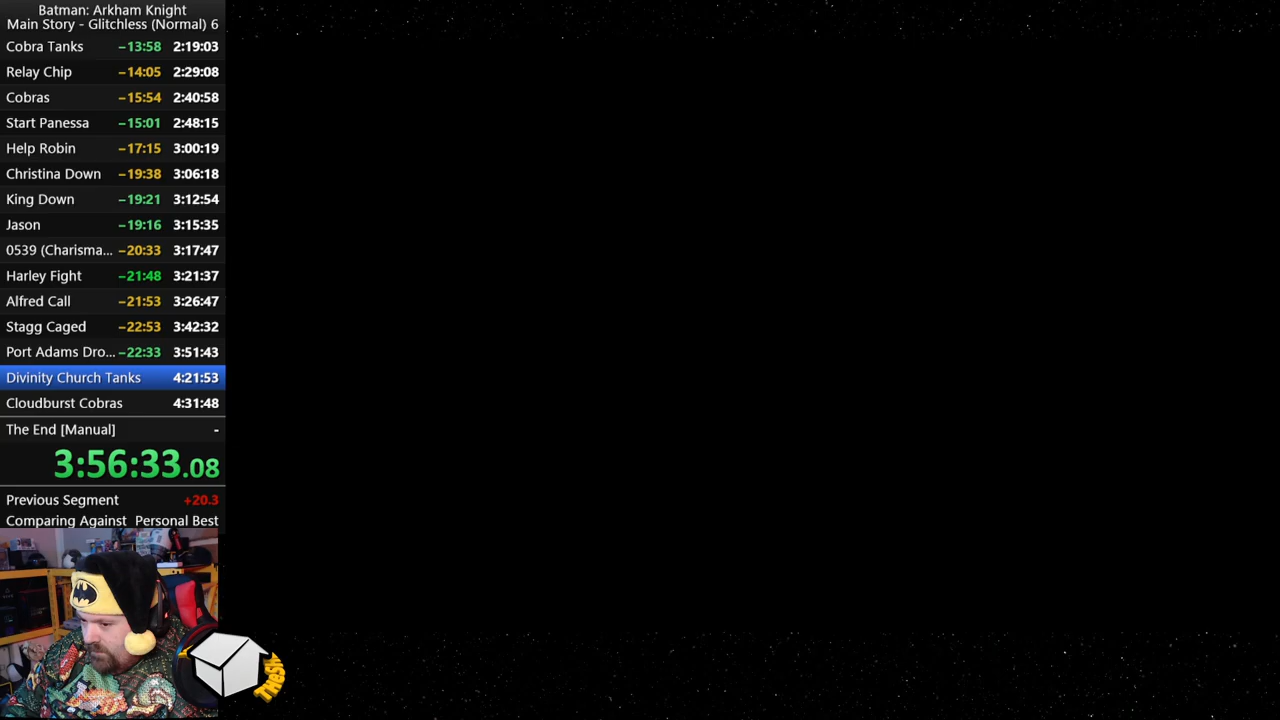 Batman: Arkham Knight
Main Story - Glitchless (Normal) 6
Cobra Tanks -13:58 2:19:03
Relay Chip -14:05 2:29:08
Cobras -15:54 2:40:58
Start Panessa -15:01 2:48:15
Help Robin -17:15 3:00:19
Christina Down -19:38 3:06:18
King Down -19:21 3:12:54
Jason -19:16 3:15:35
0539 (Charisma... -20:33 3:17:47
Harley Fight -21:48 3:21:37
Alfred Call -21:53 3:26:47
Stagg Caged -22:53 3:42:32
Port Adams Dro... -22:33 3:51:43
Divinity Church Tanks 4:21:53
Cloudburst Cobras 4:31:48
The End [Manual] -
3:56:33.08
Previous Segment +20.3
Comparing Against Personal Best